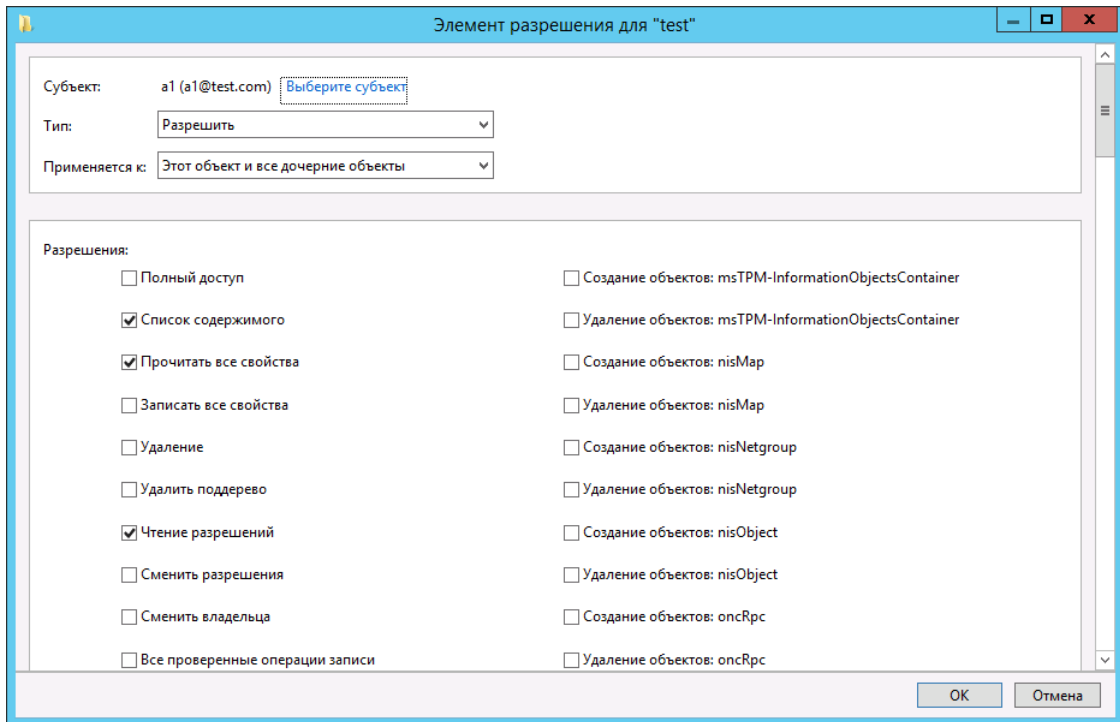 Элемент разрешения для "test"
Субъект: a1 (a1@test.com) Выберите субъект
Тип: Разрешить
Применяется к: Этот объект и все дочерние объекты
Разрешения:
Полный доступ Создание объектов: msTPM-InformationObjectsContainer
Список содержимого Удаление объектов: msTPM-InformationObjectsContainer
Прочитать все свойства Создание объектов: nisMap
Записать все свойства Удаление объектов: nisMap
Удаление Создание объектов: nisNetgroup
Удалить поддерево Удаление объектов: nisNetgroup
Чтение разрешений Создание объектов: nisObject
Сменить разрешения Удаление объектов: nisObject
Сменить владельца Создание объектов: oncRpc
Все проверенные операции записи Удаление объектов: oncRpc
ОК Отмена